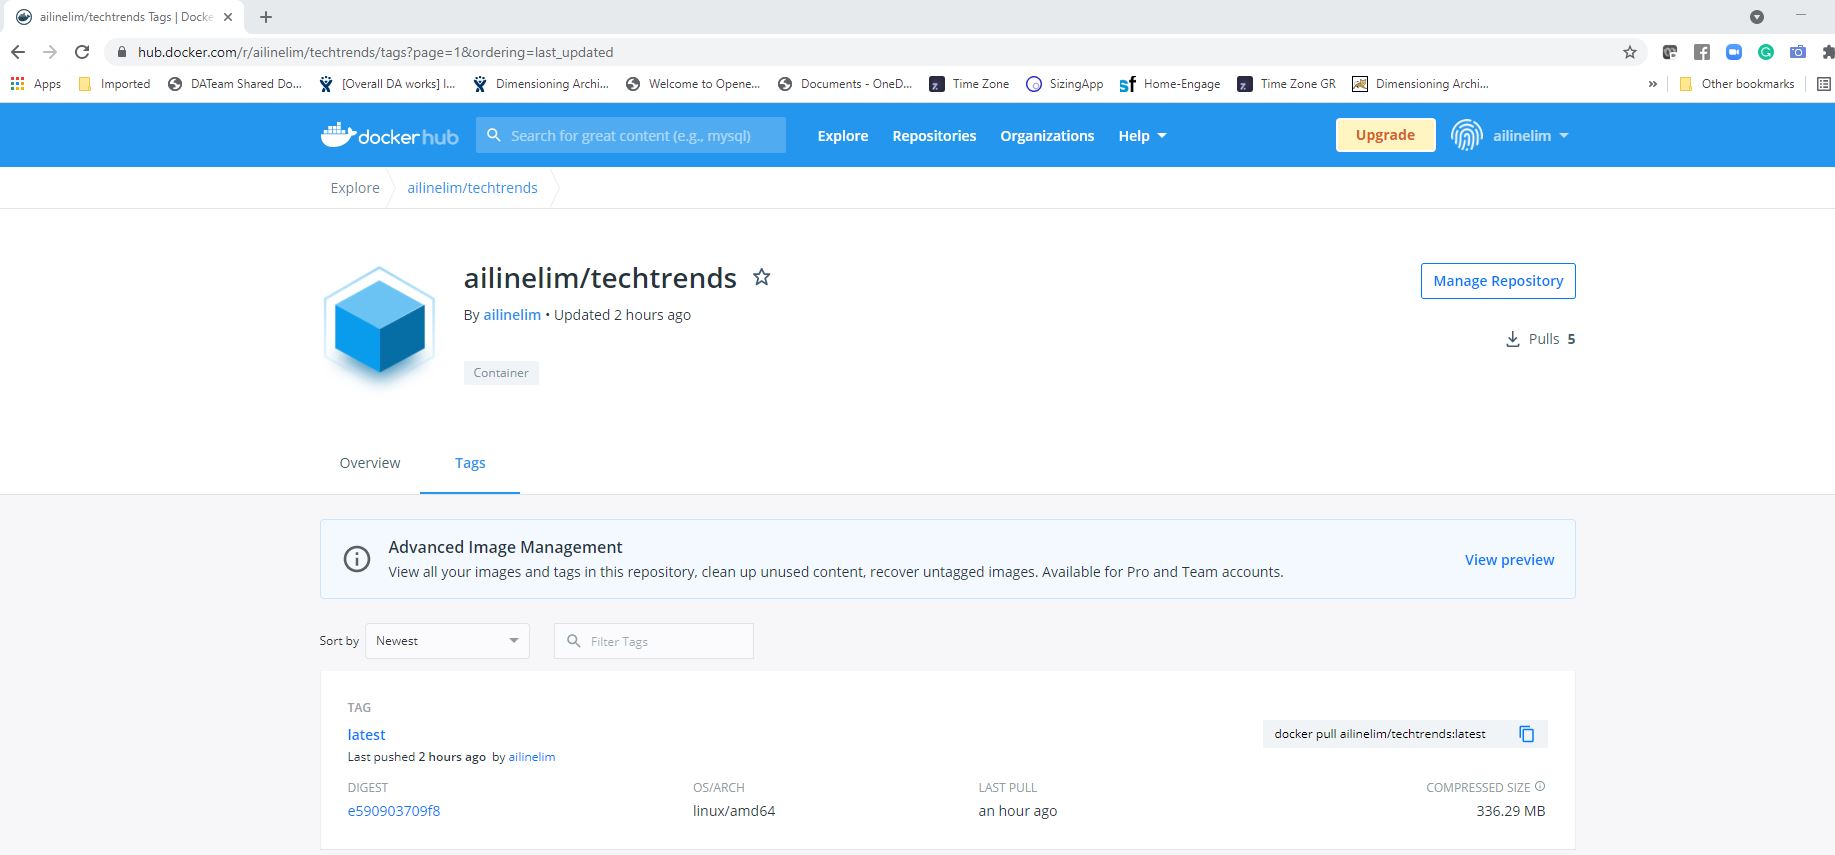 ailinelim/techtrends Tags | Docke
hub.docker.com/r/ailinelim/techtrends/tags?page=1&ordering=last_updated
Apps Imported DATeam Shared Do... [Overall DA works] I... Dimensioning Archi... Welcome to Opene... Documents - OneD... Time Zone SizingApp Home-Engage Time Zone GR Dimensioning Archi... » Other bookmarks
docker hub Search for great content (e.g., mysql) Explore Repositories Organizations Help Upgrade ailinelim
Explore ailinelim/techtrends
ailinelim/techtrends
Manage Repository
By ailinelim • Updated 2 hours ago
Pulls 5
Container
Overview Tags
Advanced Image Management
View all your images and tags in this repository, clean up unused content, recover untagged images. Available for Pro and Team accounts.
View preview
Sort by Newest Filter Tags
TAG
latest
docker pull ailinelim/techtrends:latest
Last pushed 2 hours ago by ailinelim
DIGEST OS/ARCH LAST PULL COMPRESSED SIZE
e590903709f8 linux/amd64 an hour ago 336.29 MB